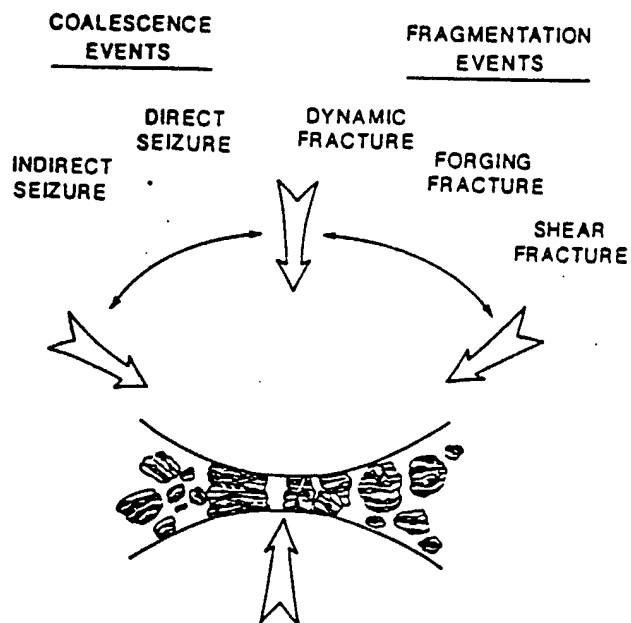 COALESCENCE
EVENTS
FRAGMENTATION
EVENTS
DIRECT
SEIZURE
DYNAMIC
FRACTURE
INDIRECT
SEIZURE
FORGING
FRACTURE
SHEAR
FRACTURE